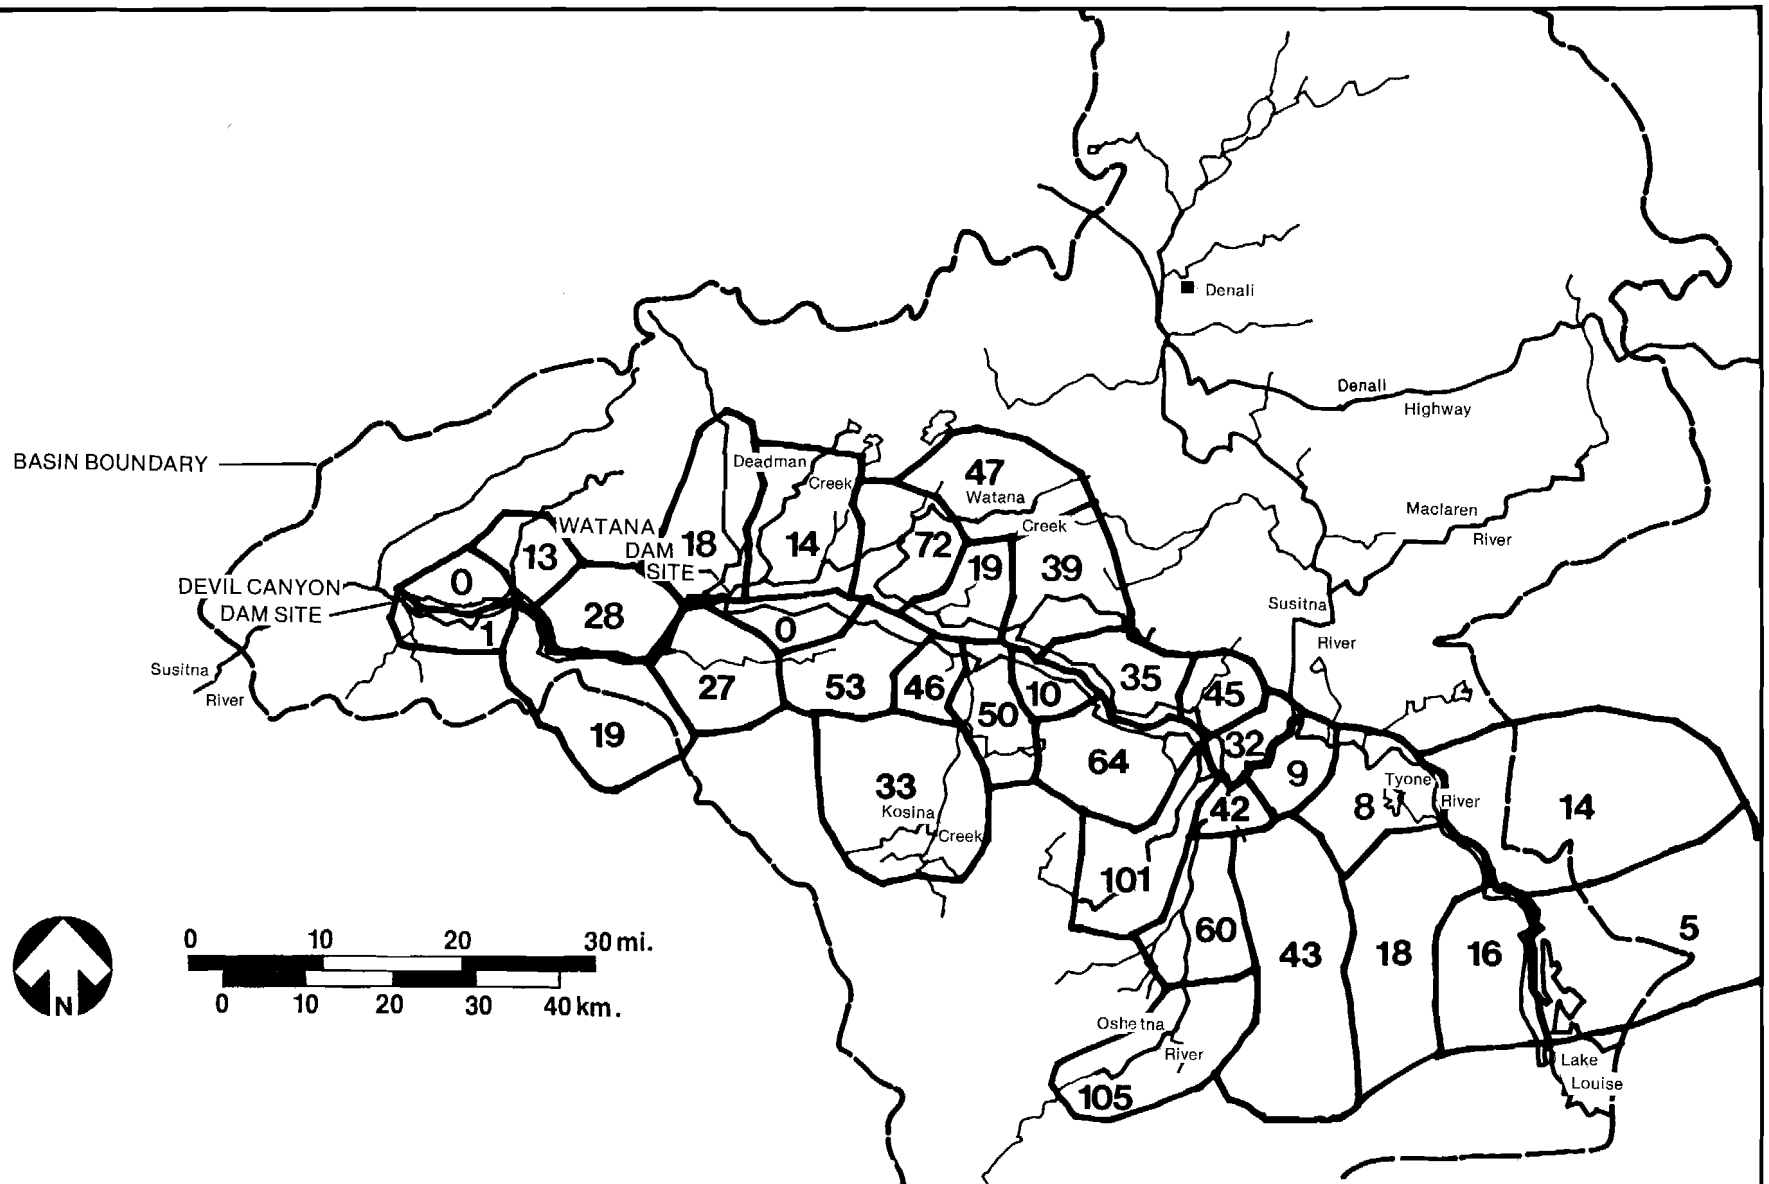 Denali
Denali
Highway
BASIN BOUNDARY
Deadman
Creek
47
Watana
Creek
Maclaren
River
WATANA
DAM
SITE
18
14
72
19
39
13
0
DEVIL CANYON
DAM SITE
28
1
0
Susitna
River
Susitna
River
27
53
46
50
10
35
45
19
64
32
9
33
Kosina
Creek
42
8
Tyone
River
14
101
60
43
18
16
5
0 10 20 30 mi.
0 10 20 30 40 km.
N
Oshetna
River
105
Lake
Louise